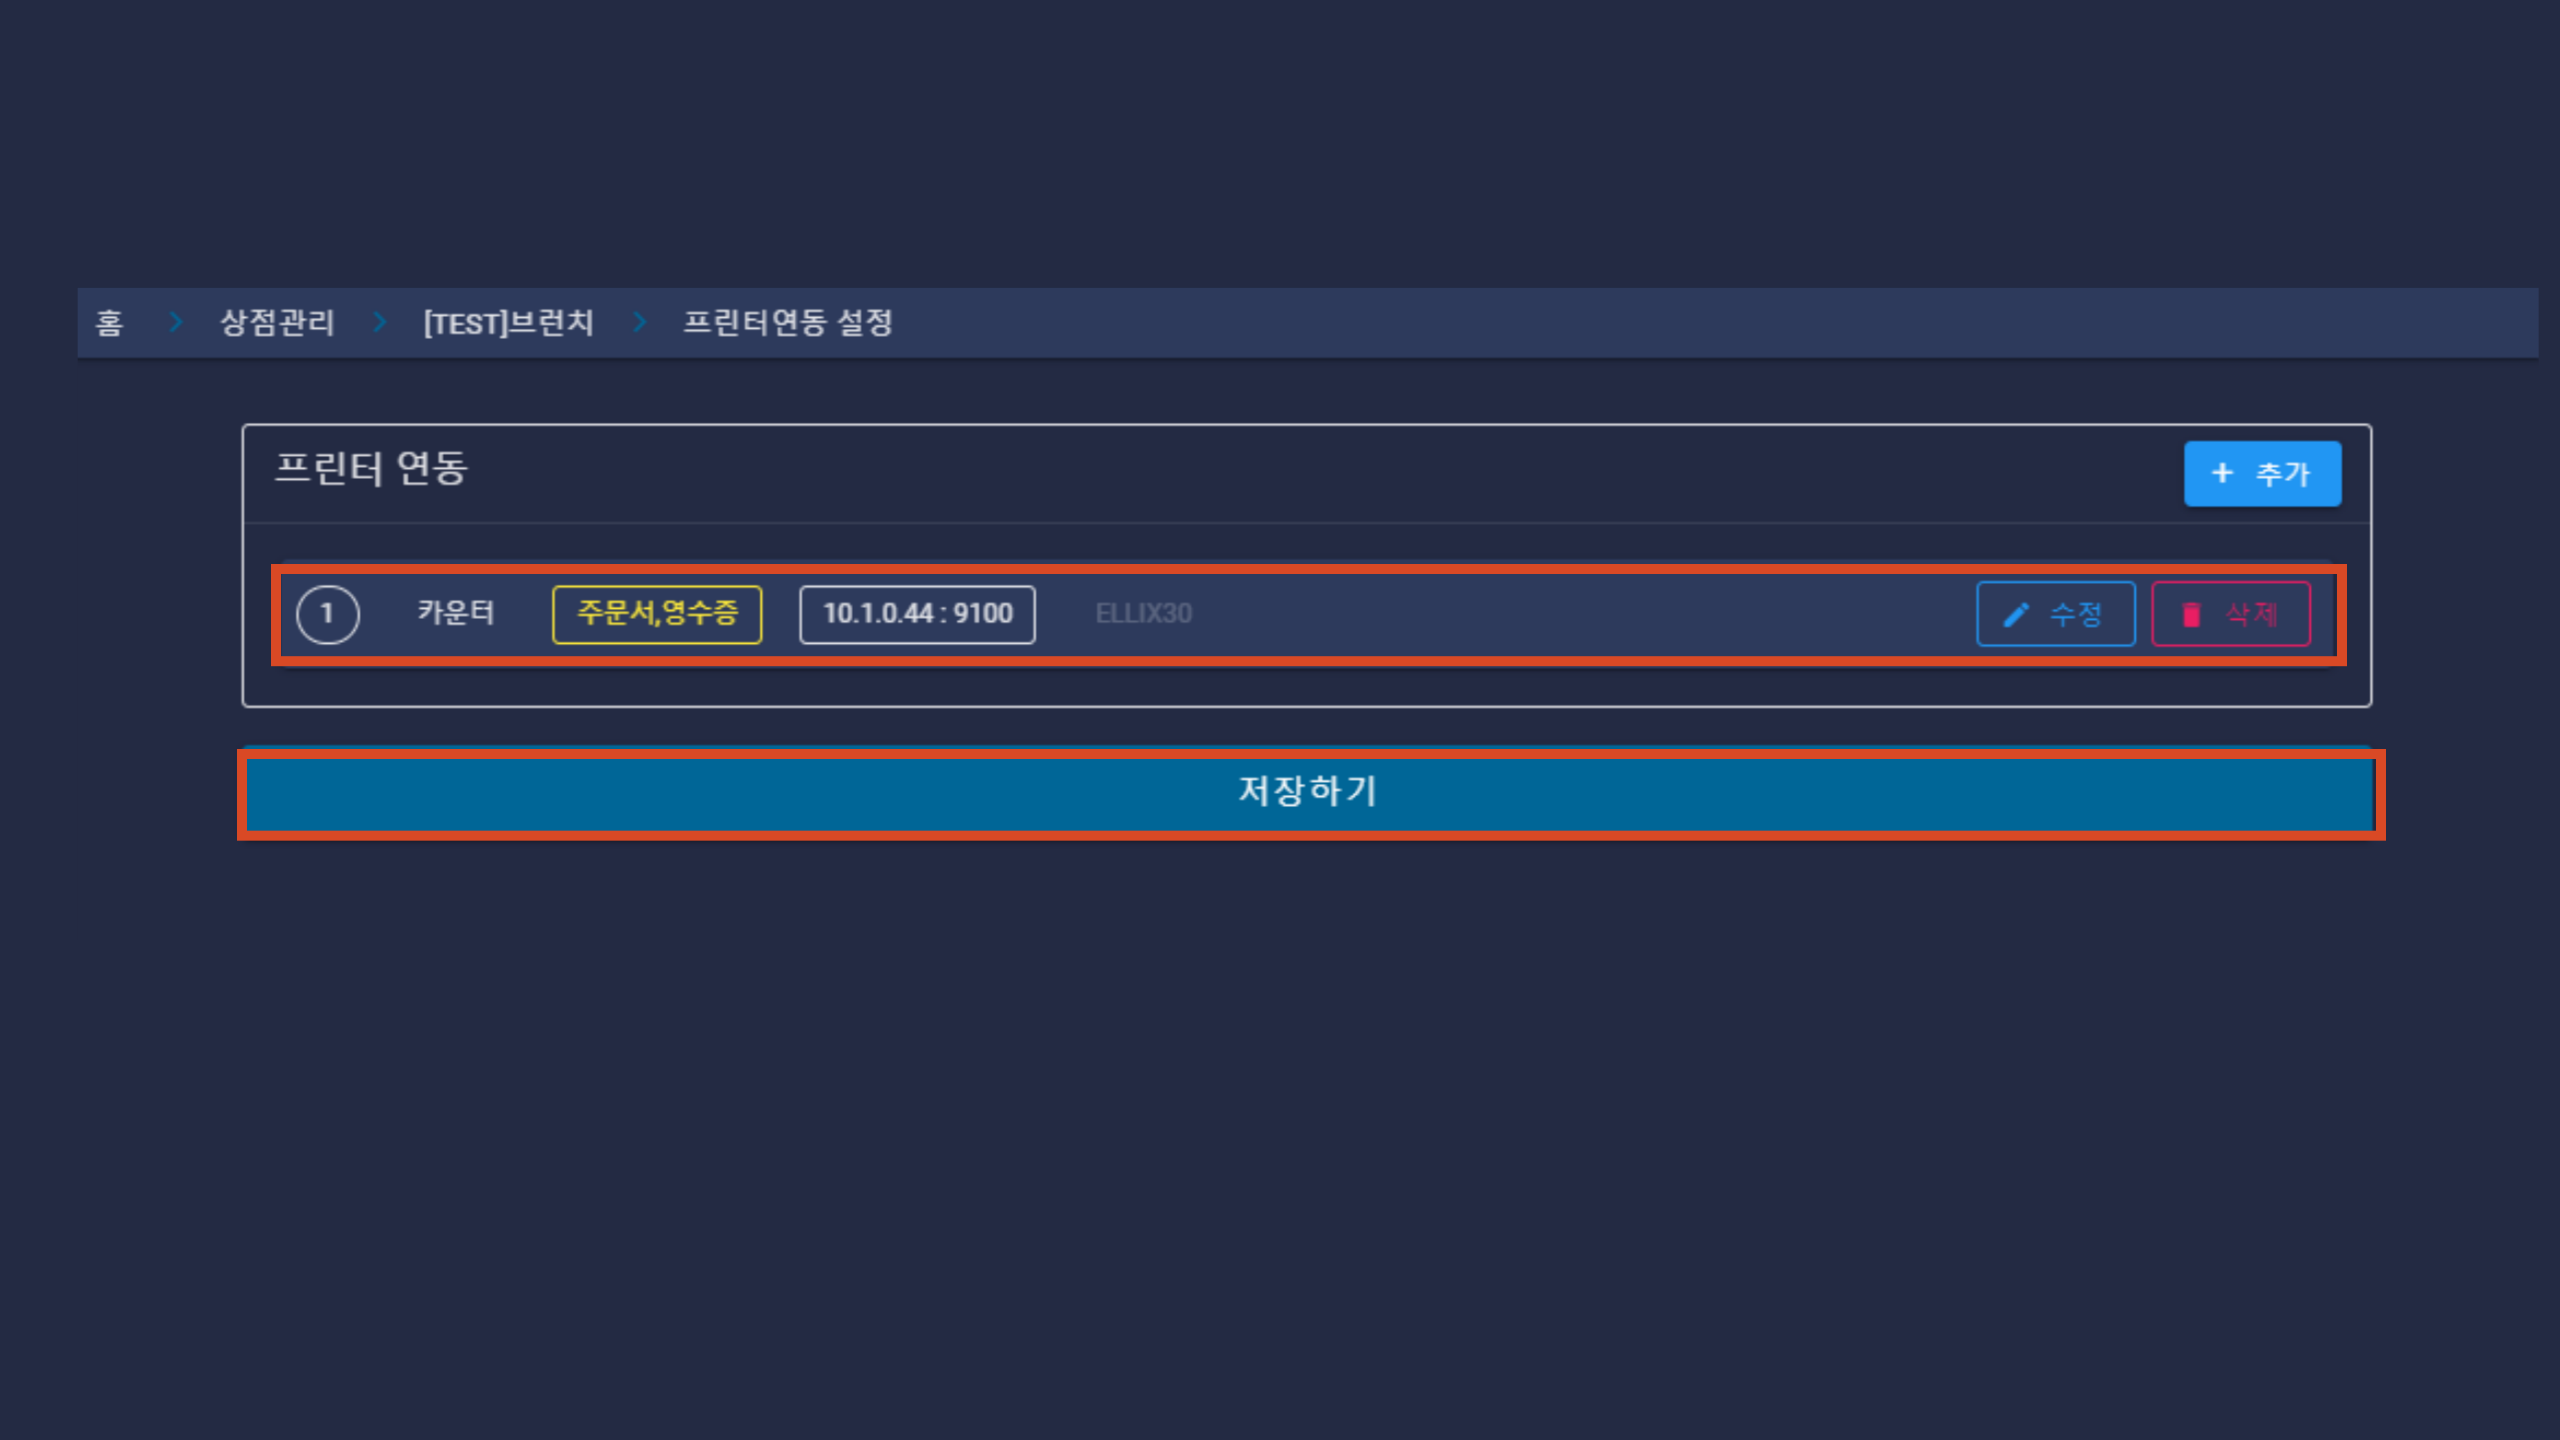 홈 > 상점관리 > [TEST]브런치 > 프린터연동 설정
프린터 연동
+ 추가
1 카운터 주문서,영수증 10.1.0.44 : 9100 ELLIX30 수정 삭제
저장하기